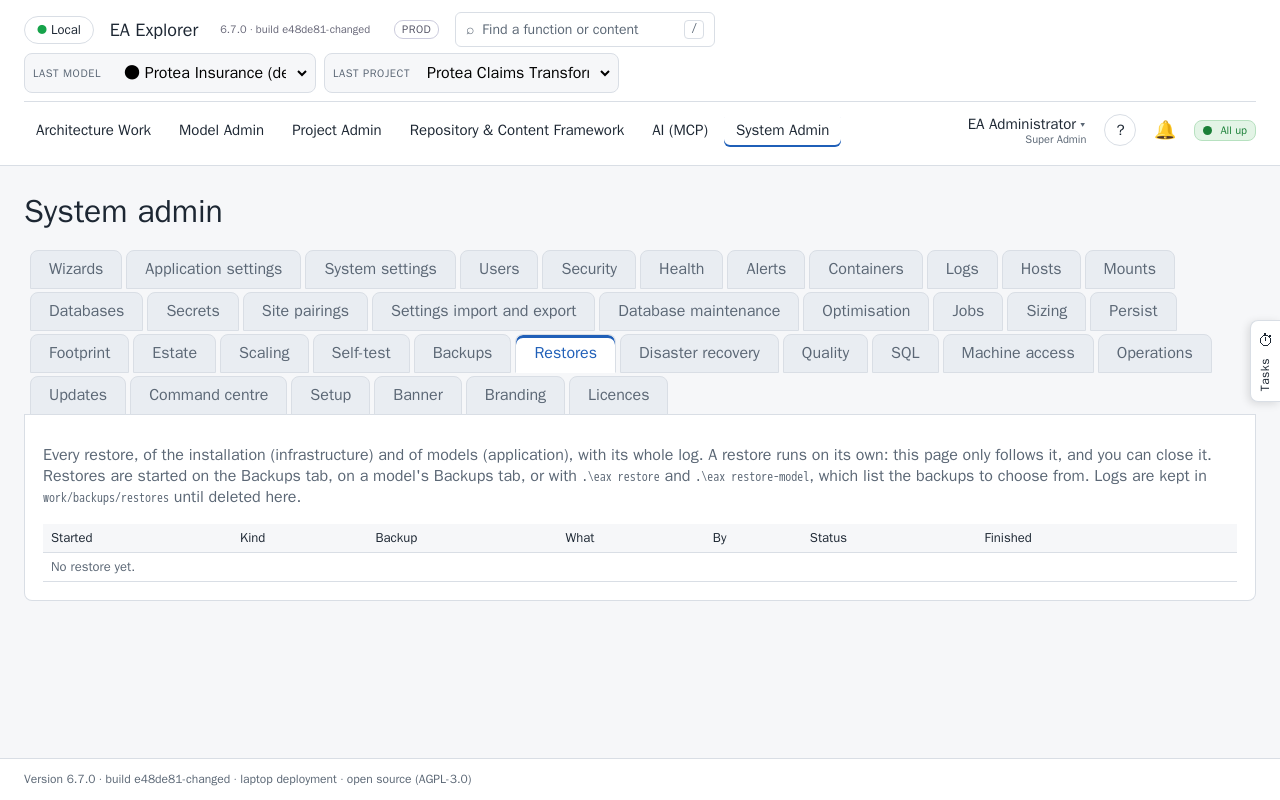 Local
EA Explorer
6.7.0 · build e48de81-changed
PROD
Find a function or content
/
LAST MODEL
Protea Insurance (de
LAST PROJECT
Protea Claims Transforı
Architecture Work
Model Admin
Project Admin
Repository & Content Framework
AI (MCP)
System Admin
EA Administrator
Super Admin
?
All up
System admin
Wizards
Application settings
System settings
Users
Security
Health
Alerts
Containers
Logs
Hosts
Mounts
Databases
Secrets
Site pairings
Settings import and export
Database maintenance
Optimisation
Jobs
Sizing
Persist
Footprint
Estate
Scaling
Self-test
Backups
Restores
Disaster recovery
Quality
SQL
Machine access
Operations
Updates
Command centre
Setup
Banner
Branding
Licences
Tasks
Every restore, of the installation (infrastructure) and of models (application), with its whole log. A restore runs on its own: this page only follows it, and you can close it.
Restores are started on the Backups tab, on a model's Backups tab, or with .\eax restore and .\eax restore-model, which list the backups to choose from. Logs are kept in
work/backups/restores until deleted here.
Started Kind Backup What By Status Finished
No restore yet.
Version 6.7.0 · build e48de81-changed · laptop deployment · open source (AGPL-3.0)